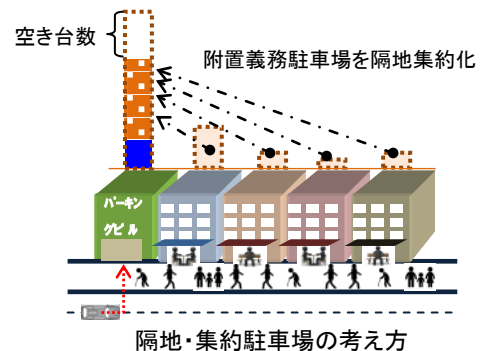 空き台数
附置義務駐車場を隔地集約化
パーキン
グビル
隔地・集約駐車場の考え方